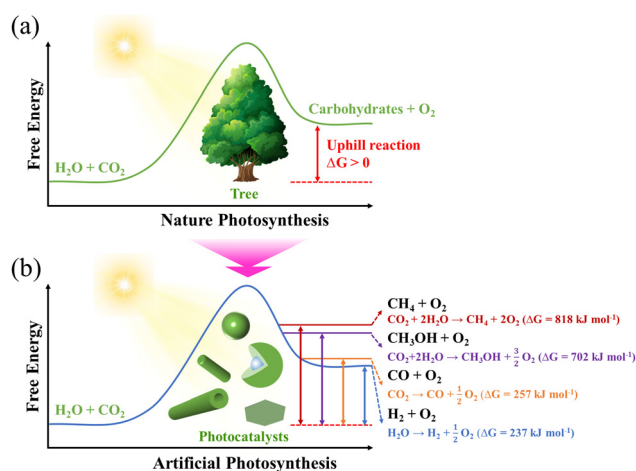 (a)
Free Energy
H₂O + CO₂
Carbohydrates + O₂
Uphill reaction
ΔG > 0
Tree
Nature Photosynthesis
(b)
Free Energy
H₂O + CO₂
Photocatalysts
Artificial Photosynthesis
CH₄ + O₂
CO₂ + 2H₂O → CH₄ + 2O₂ (ΔG = 818 kJ mol⁻¹)
CH₃OH + O₂
CO₂+2H₂O → CH₃OH + 3/2 O₂ (ΔG = 702 kJ mol⁻¹)
CO + O₂
CO₂ → CO + 1/2 O₂ (ΔG = 257 kJ mol⁻¹)
H₂ + O₂
H₂O → H₂ + 1/2 O₂ (ΔG = 237 kJ mol⁻¹)